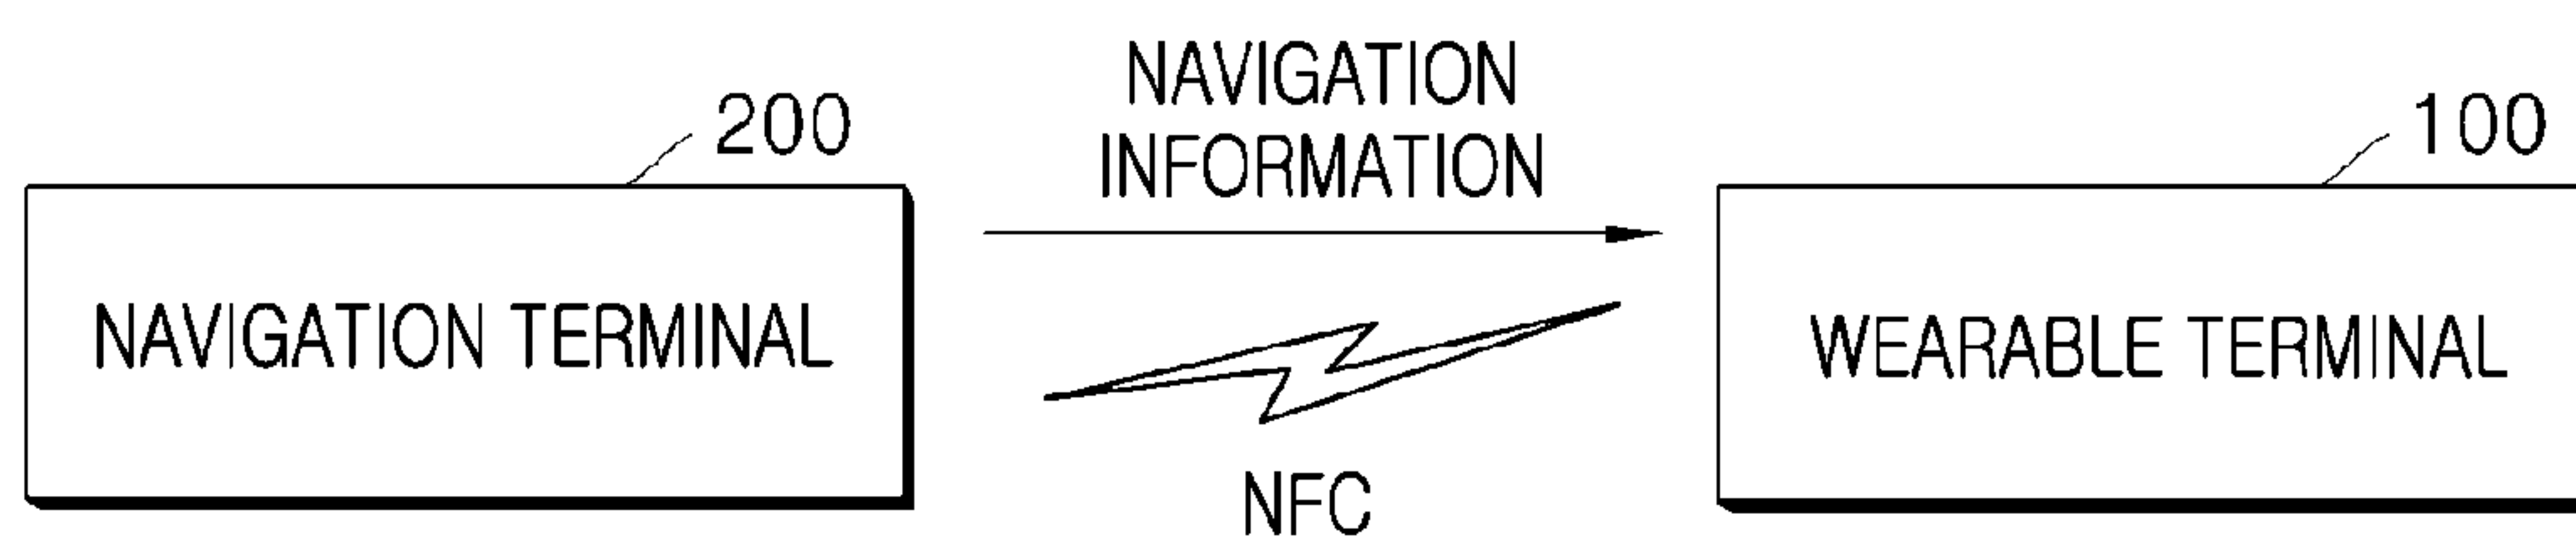 NAVIGATION
INFORMATION
200
100
NAVIGATION TERMINAL
WEARABLE TERMINAL
NFC